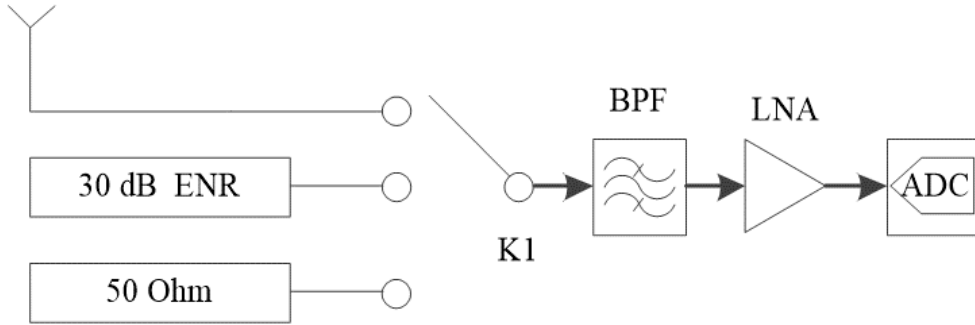 BPF
LNA
30 dB ENR
ADC
K1
50 Ohm